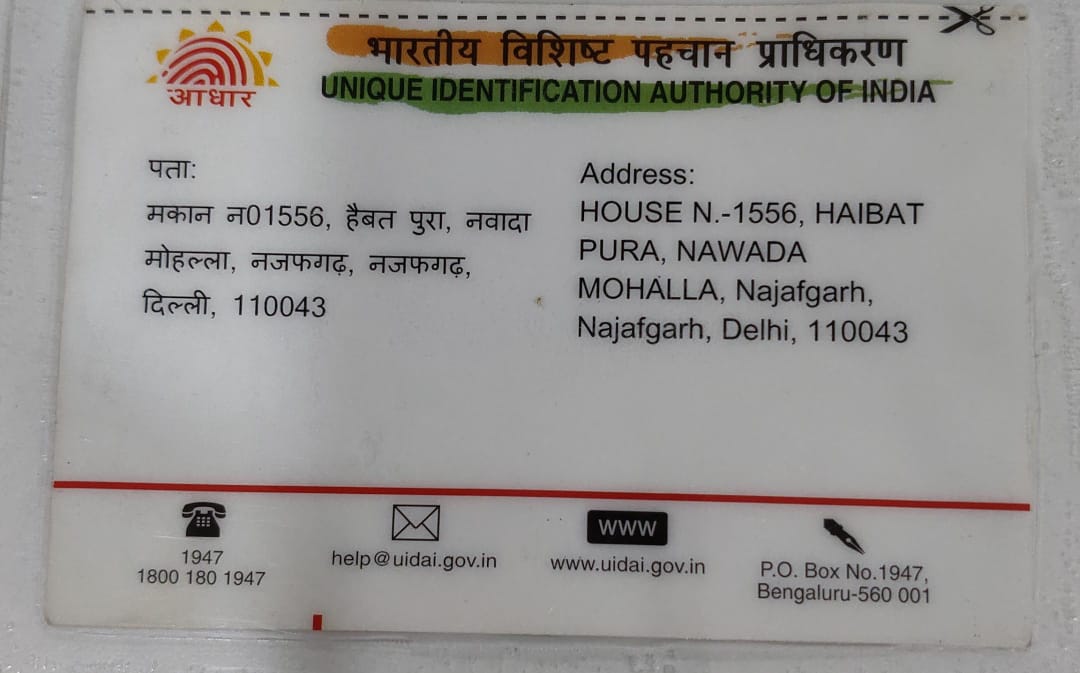 आधार
भारतीय विशिष्ट पहचान प्राधिकरण
UNIQUE IDENTIFICATION AUTHORITY OF INDIA
पता:
मकान न01556, हैबत पुरा, नवादा
मोहल्ला, नजफगढ़, नजफगढ़,
दिल्ली, 110043
Address:
HOUSE N.-1556, HAIBAT
PURA, NAWADA
MOHALLA, Najafgarh,
Najafgarh, Delhi, 110043
1947
1800 180 1947
help@uidai.gov.in
www
www.uidai.gov.in
P.O. Box No.1947,
Bengaluru-560 001